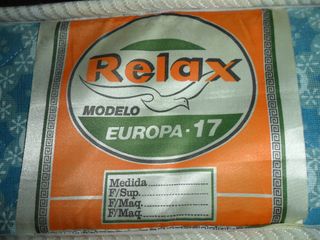 Relax
MODELO
EUROPA · 17
Medida..................
F/Sup...................
F/Maq...................
F/Maq...................